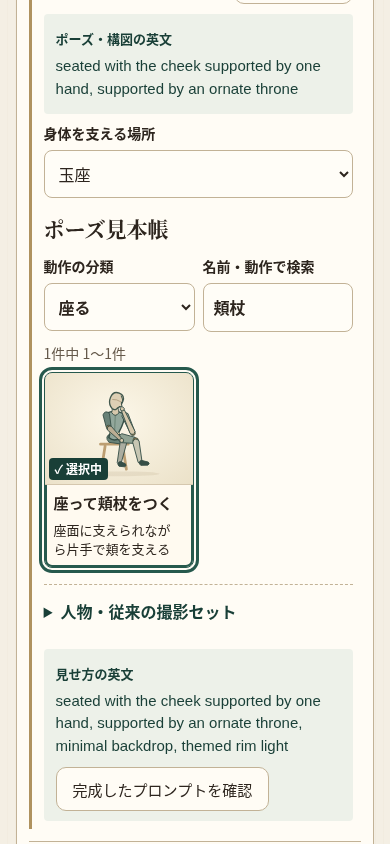 ポーズ・構図の英文
seated with the cheek supported by one
hand, supported by an ornate throne
身体を支える場所
玉座
ポーズ見本帳
動作の分類
名前・動作で検索
座る
頬杖
1件中 1〜1件
✓選択中
座って頬杖をつく
座面に支えられなが
ら片手で頬を支える
▶ 人物・従来の撮影セット
見せ方の英文
seated with the cheek supported by one
hand, supported by an ornate throne,
minimal backdrop, themed rim light
完成したプロンプトを確認